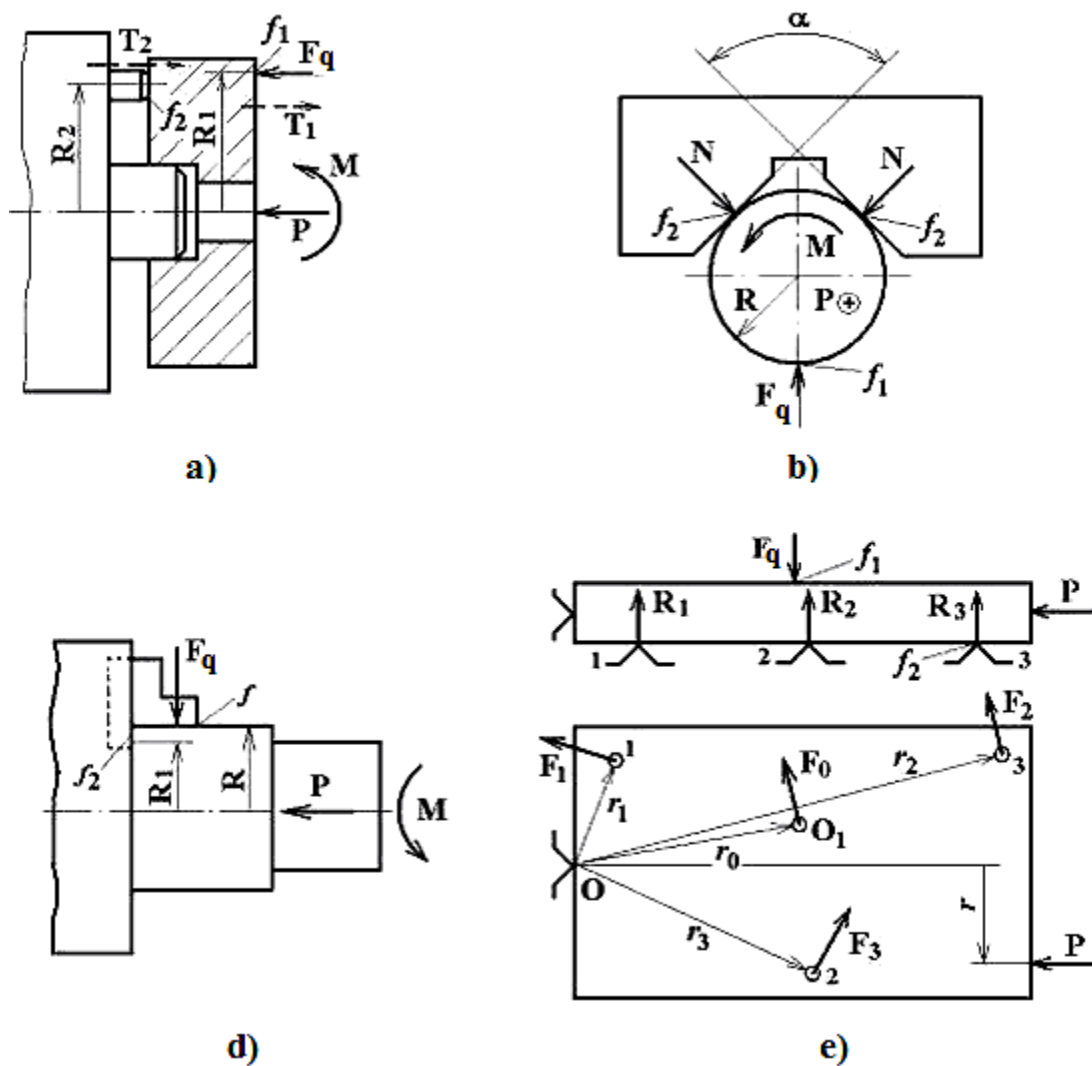 T2 f1 Fq
f2
R2 R1 T1
M
P
a)
α
N N
f2 f2
M
R P ⊕
Fq f1
b)
Fq f
f2 R1 R P M
d)
Fq f1
R1 R2 R3 P
1 2 f2 3
F1 1 F0 r2 F2 3
r1 O1
r0
O r
r3 F3 P
2
e)